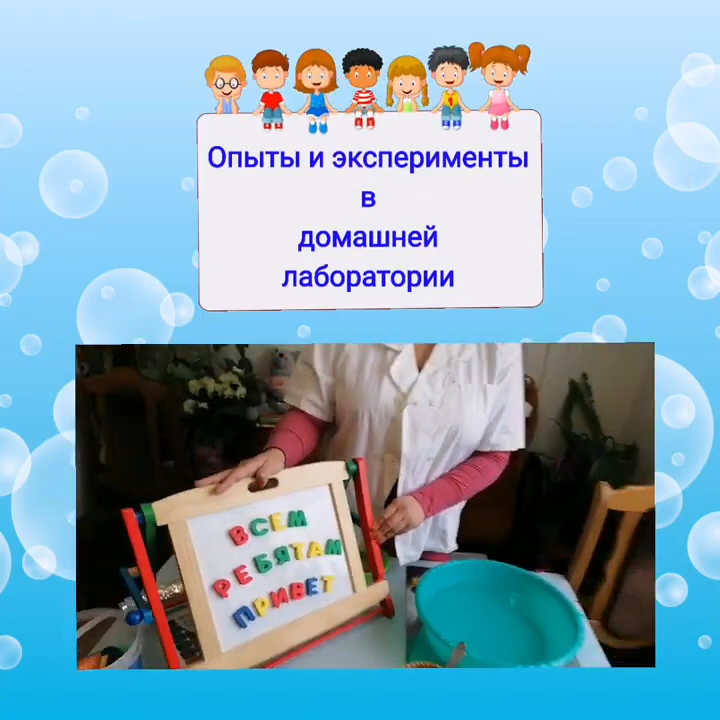 Опыты и эксперименты
в
домашней
лаборатории
ВСЕМ
РЕБЯТАМ
ПРИВЕТ